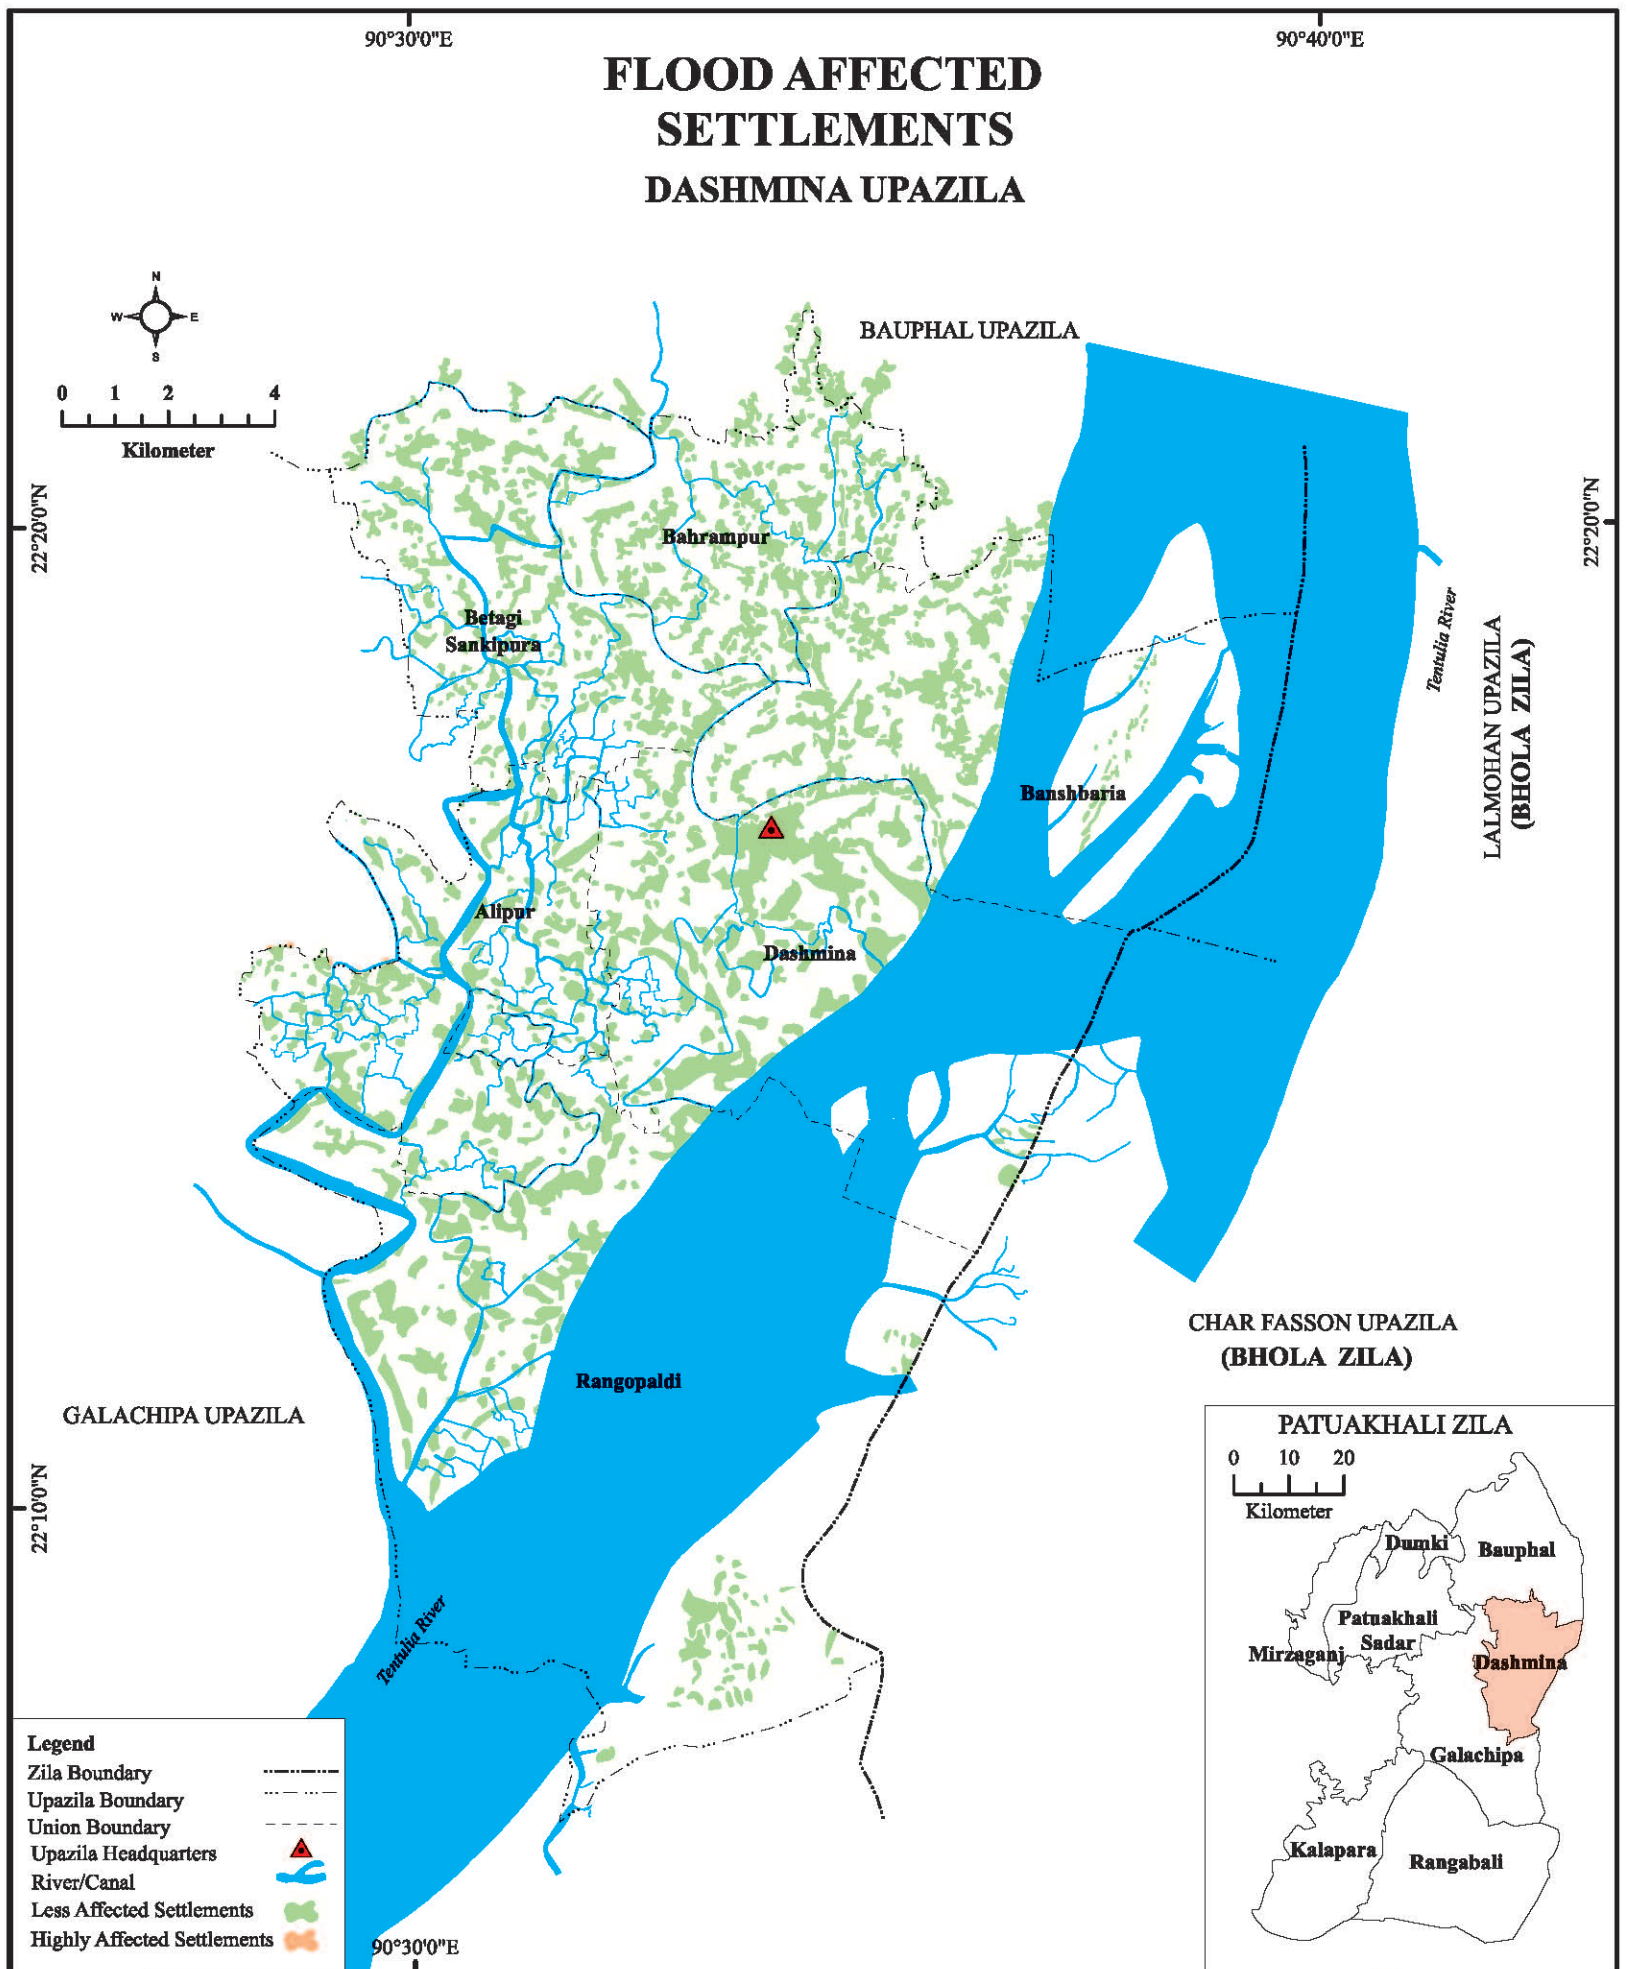 90°30'0"E
90°40'0"E
FLOOD AFFECTED
SETTLEMENTS
DASHMINA UPAZILA
N
W
E
S
BAUPHAL UPAZILA
0 1 2 4
Kilometer
22°20'0"N
22°20'0"N
Bahrampur
Betagi
Sankipura
Tentulia River
LALMOHAN UPAZILA
(BHOLA ZILA)
Banshbaria
Alipur
Dashmina
CHAR FASSON UPAZILA
(BHOLA ZILA)
Rangopaldi
GALACHIPA UPAZILA
22°10'0"N
Tentulia River
PATUAKHALI ZILA
0 10 20
Kilometer
Dumki
Bauphal
Patuakhali
Sadar
Mirzaganj
Dashmina
Galachipa
Kalapara
Rangabali
Legend
Zila Boundary
Upazila Boundary
Union Boundary
Upazila Headquarters
River/Canal
Less Affected Settlements
Highly Affected Settlements
90°30'0"E